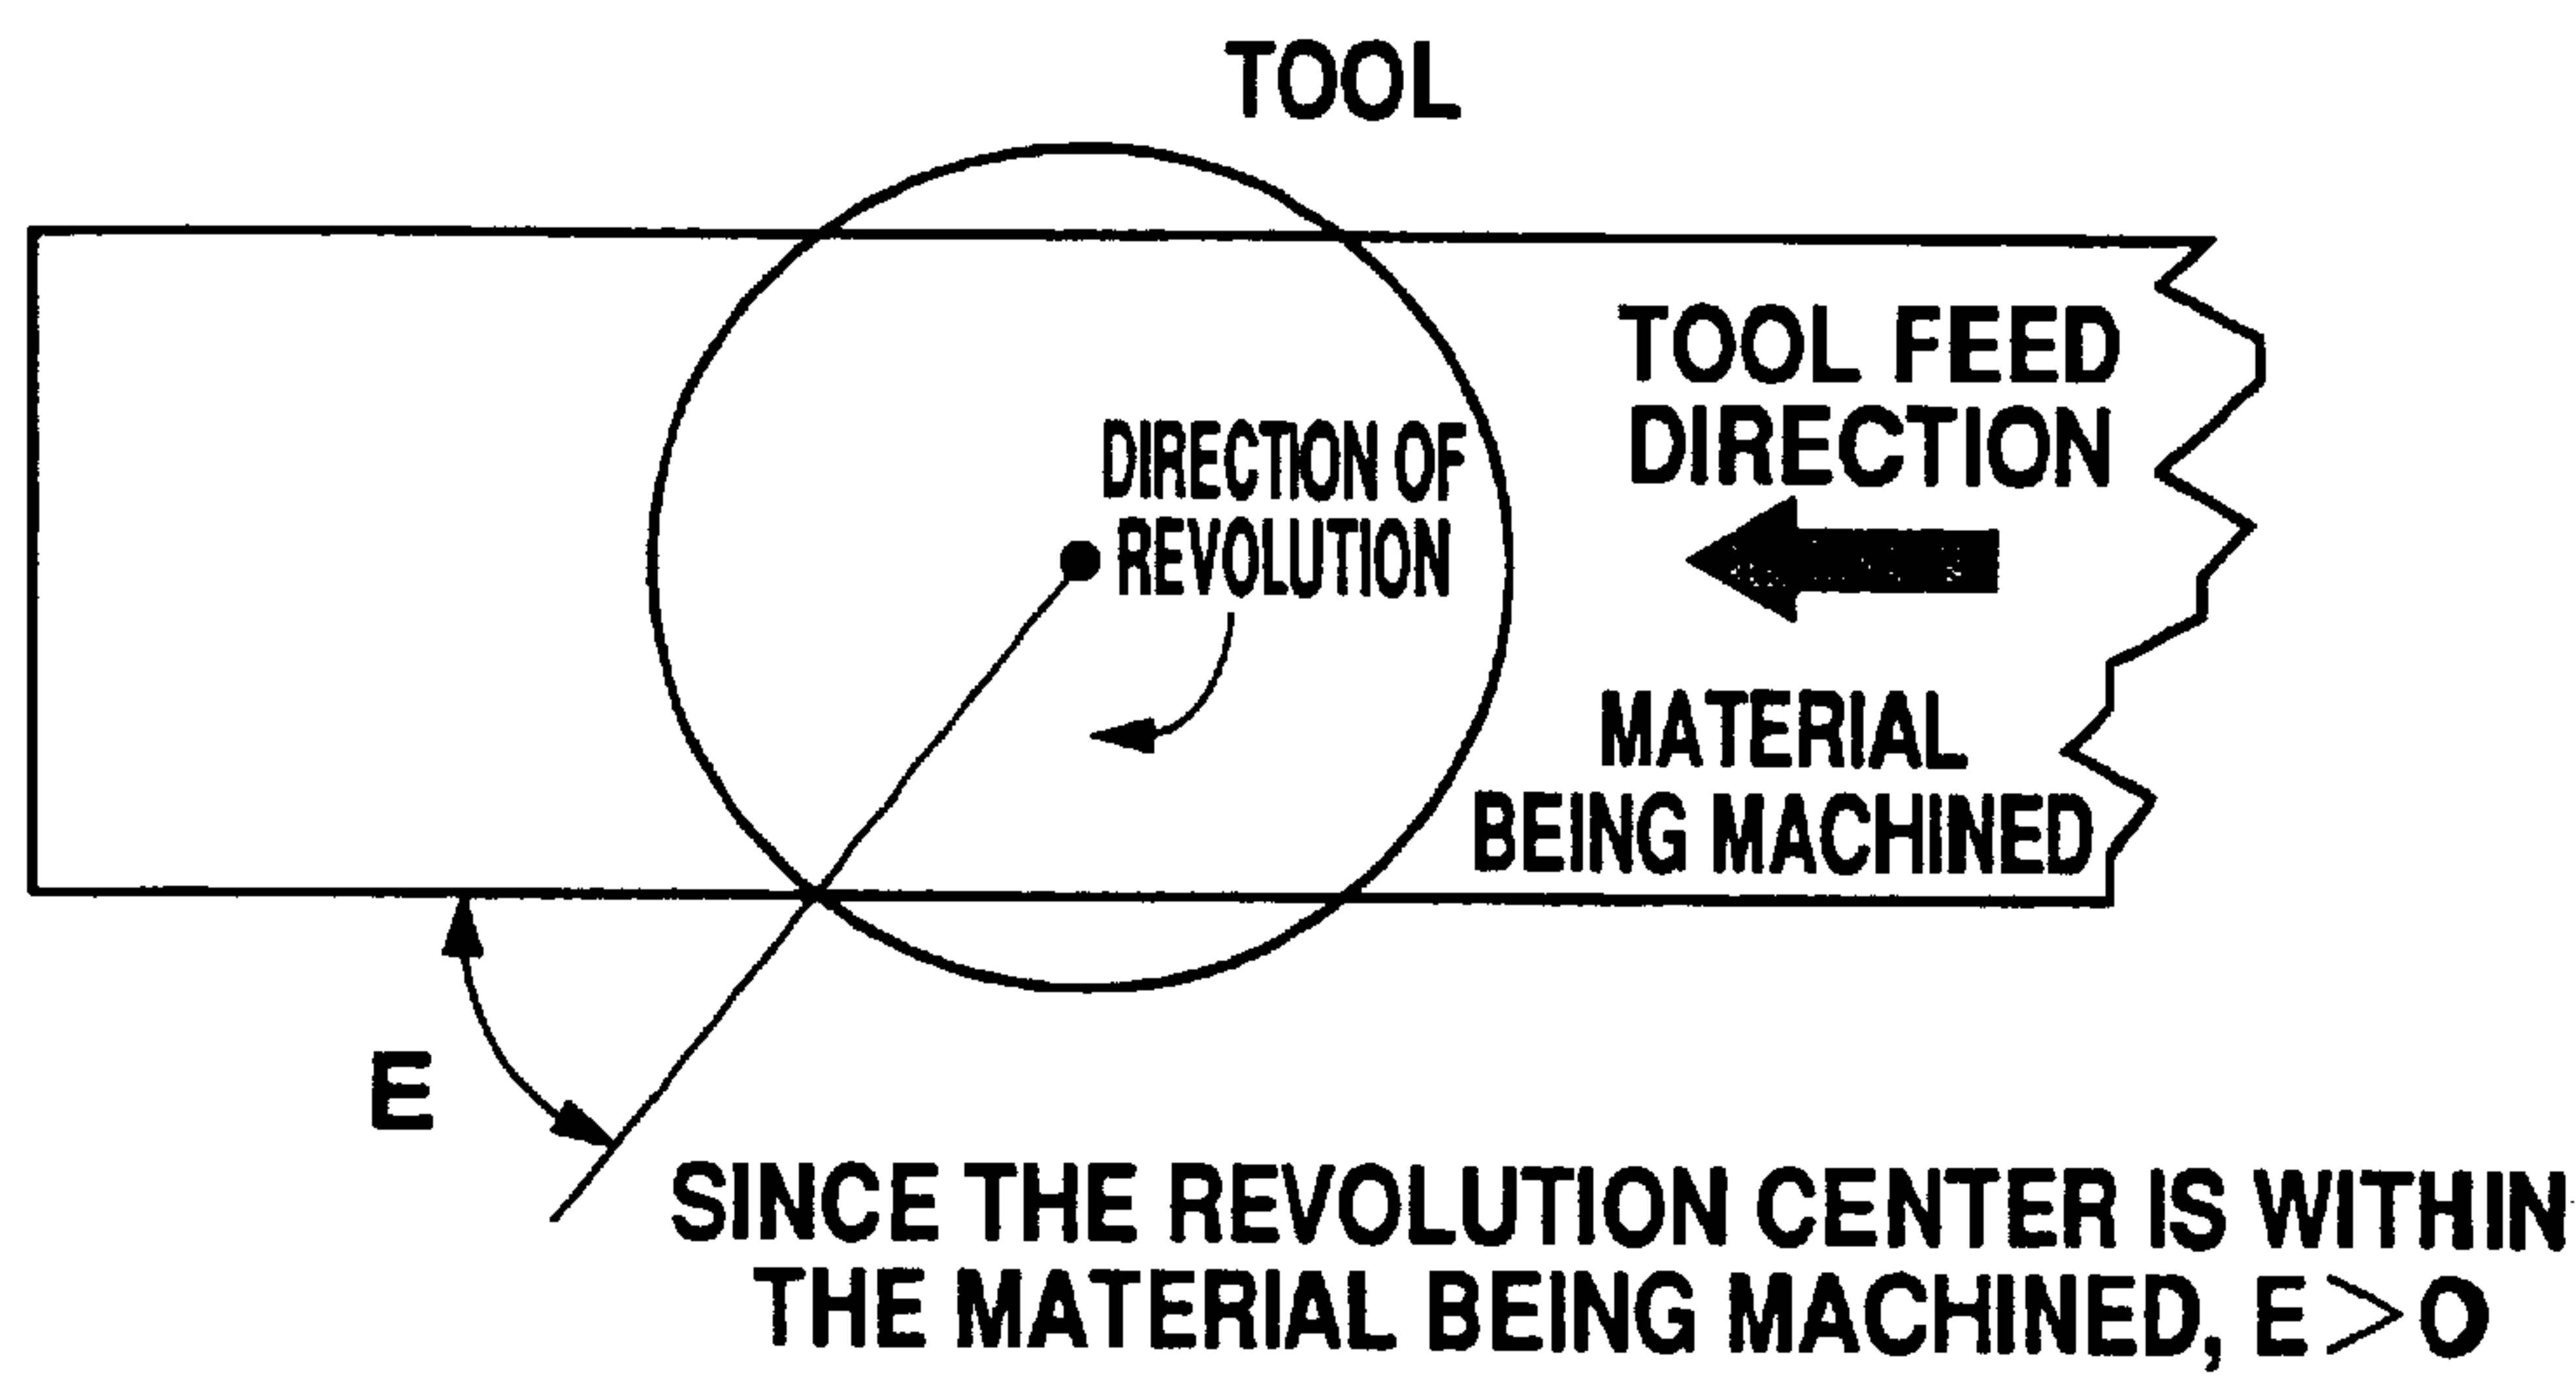 TOOL
TOOL FEED
DIRECTION
DIRECTION OF
REVOLUTION
MATERIAL
BEING MACHINED
E
SINCE THE REVOLUTION CENTER IS WITHIN
THE MATERIAL BEING MACHINED, E>O